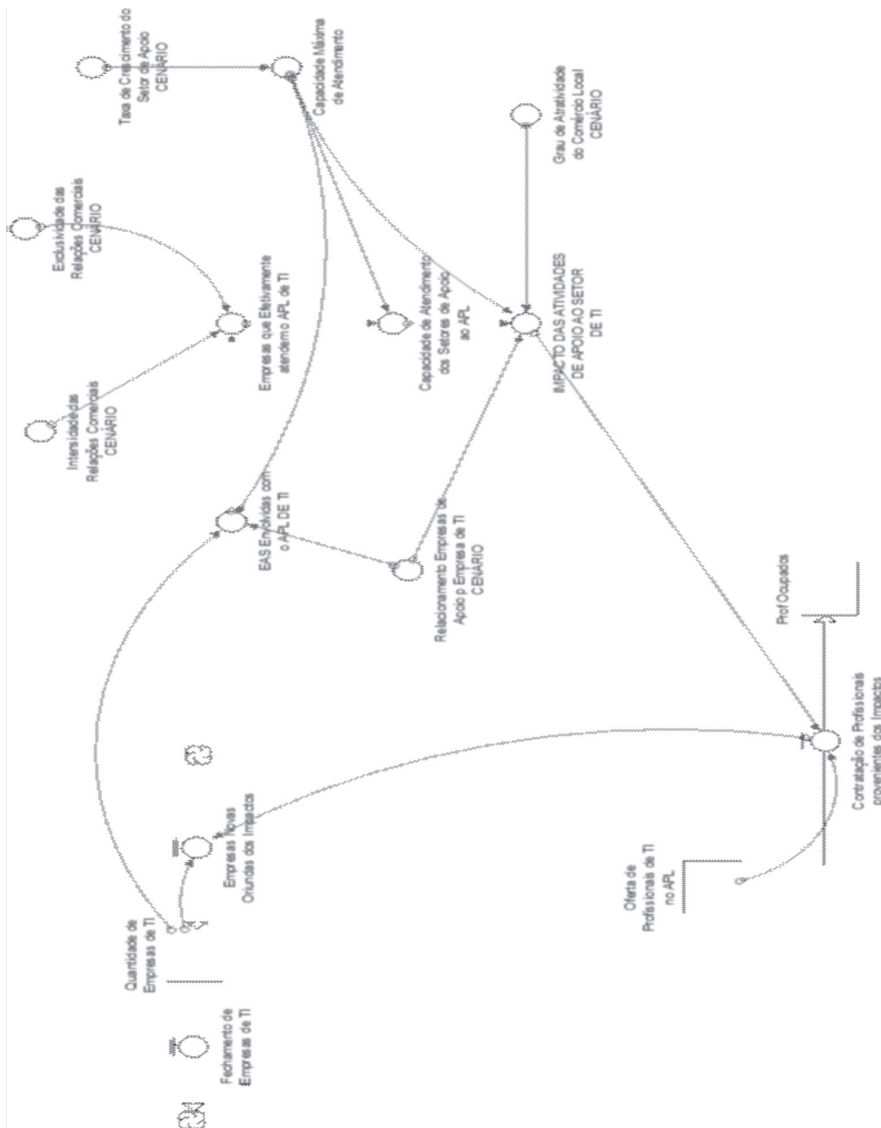 Taxa de Crescimento do
Setor de Apoio
CENÁRIO
Capacidade Máxima
de Atendimento
Exclusividade das
Relações Comerciais
CENÁRIO
Intensidade das
Relações Comerciais
CENÁRIO
Empresas que Efetivamente
atendem o APL de TI
Grau de Atratividade
do Comércio Local
CENÁRIO
Capacidade de Atendimento
dos Setores de Apoio
ao APL
IMPACTO DAS ATIVIDADES
DE APOIO AO SETOR
DE TI
EAS Envolvidas com
o APL DE TI
Relacionamento Empresas de
Apoio p Empresa de TI
CENÁRIO
Prof Ocupados
Contratação de Profissionais
provenientes dos Impactos
Empresas Novas
Oriundas dos Impactos
Oferta de
Profissionais de TI
no APL
Quantidade de
Empresas de TI
Fechamento de
Empresas de TI